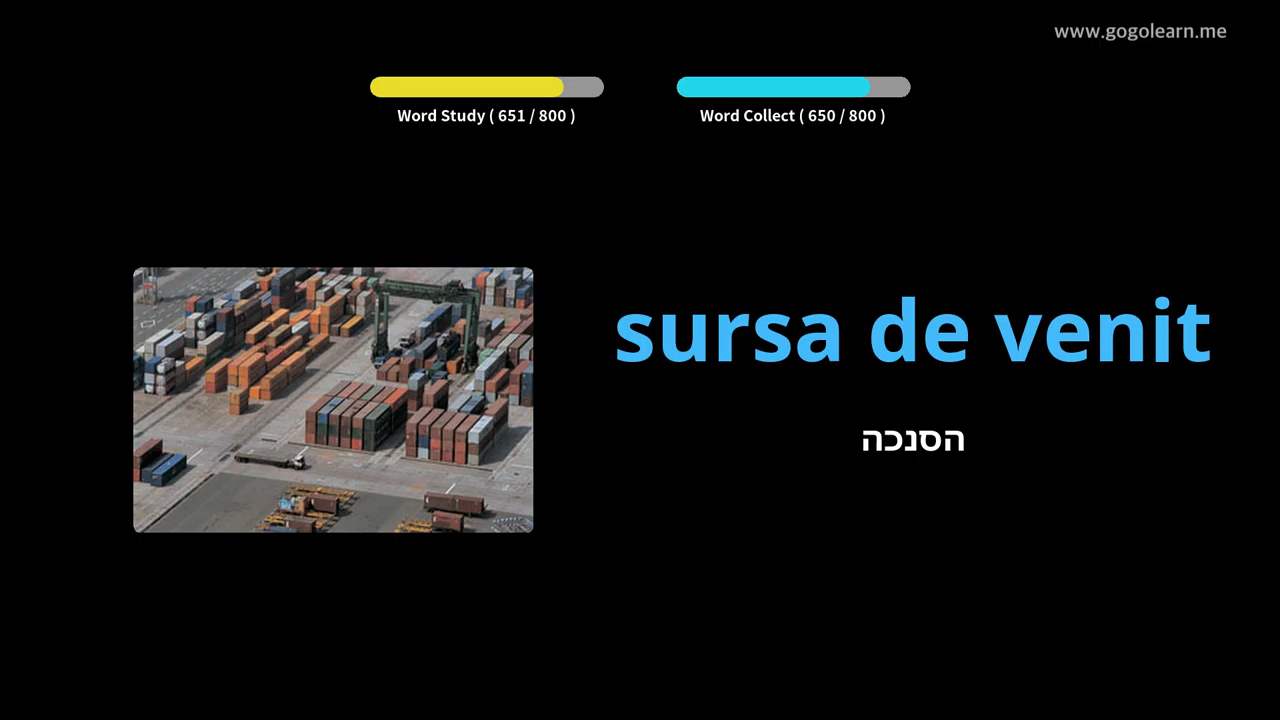 www.gogolearn.me
Word Study ( 651 / 800 )
Word Collect ( 650 / 800 )
sursa de venit
הסנכה